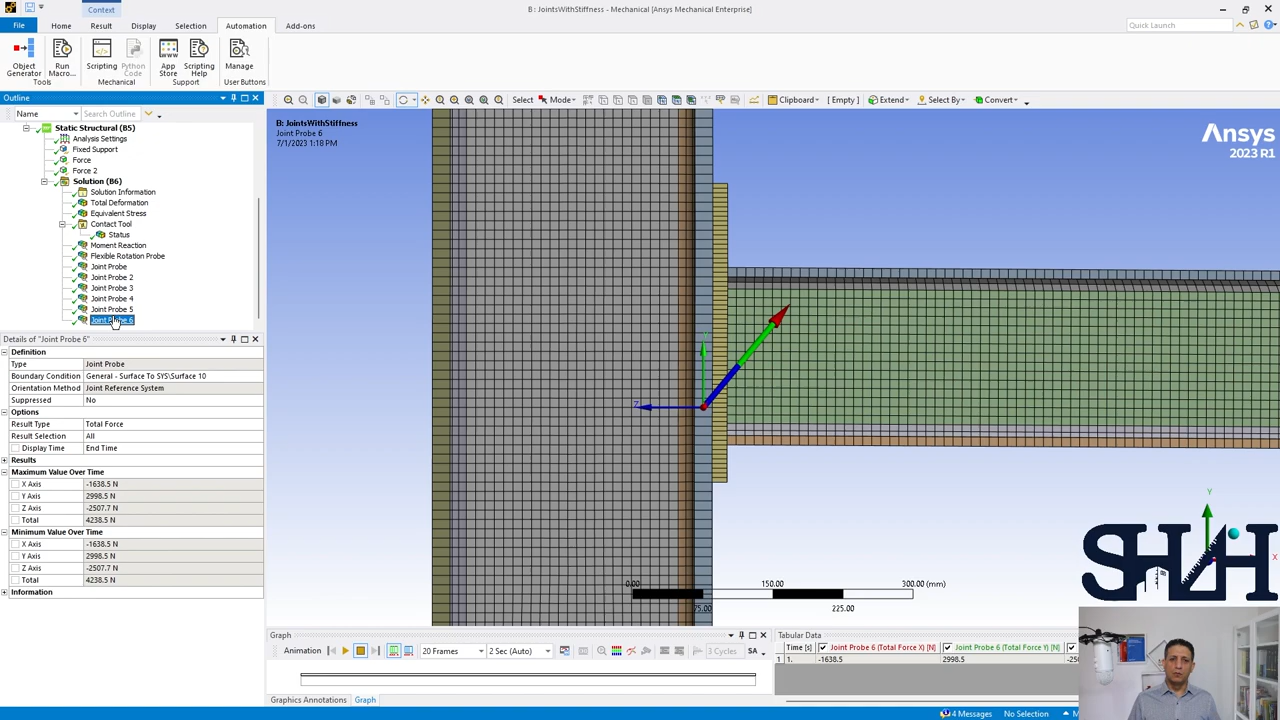 Context
B : JointsWithStiffness - Mechanical [Ansys Mechanical Enterprise]
File
Home
Result
Display
Selection
Automation
Add-ons
Quick Launch
Object Generator
Run Macro...
Scripting
Python Code
App Store
Scripting Help
Manage
Tools
Mechanical
Support
User Buttons
Outline
Name
Search Outline
Select
Mode
Clipboard
[ Empty ]
Extend
Select By
Convert
Static Structural (B5)
Analysis Settings
Fixed Support
Force
Force 2
Solution (B6)
Solution Information
Total Deformation
Equivalent Stress
Contact Tool
Status
Moment Reaction
Flexible Rotation Probe
Joint Probe
Joint Probe 2
Joint Probe 3
Joint Probe 4
Joint Probe 5
Joint Probe 6
B: JointsWithStiffness
Joint Probe 6
7/1/2023 1:18 PM
Ansys
2023 R1
Details of "Joint Probe 6"
Definition
Type Joint Probe
Boundary Condition General - Surface To SYS\Surface 10
Orientation Method Joint Reference System
Suppressed No
Options
Result Type Total Force
Result Selection All
Display Time End Time
Results
Maximum Value Over Time
X Axis -1638.5 N
Y Axis 2998.5 N
Z Axis -2507.7 N
Total 4238.5 N
Minimum Value Over Time
X Axis -1638.5 N
Y Axis 2998.5 N
Z Axis -2507.7 N
Total 4238.5 N
Information
Z
Y
X
0.00 150.00 300.00 (mm)
75.00 225.00
SHZH
Graph
Animation
20 Frames
2 Sec (Auto)
3 Cycles
Graphics Annotations
Graph
Tabular Data
Time [s] Joint Probe 6 (Total Force X) [N] Joint Probe 6 (Total Force Y) [N]
1 1. -1638.5 2998.5
4 Messages
No Selection